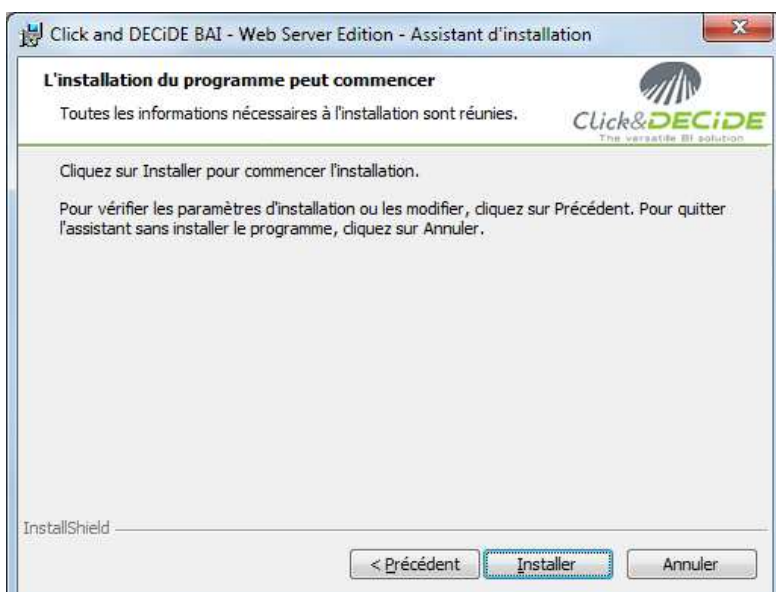 Click and DECiDE BAI - Web Server Edition - Assistant d'installation
X
L'installation du programme peut commencer
Toutes les informations nécessaires à l'installation sont réunies.
Click&DECiDE
The versatile BI solution
Cliquez sur Installer pour commencer l'installation.
Pour vérifier les paramètres d'installation ou les modifier, cliquez sur Précédent. Pour quitter
l'assistant sans installer le programme, cliquez sur Annuler.
InstallShield
< Précédent
Installer
Annuler